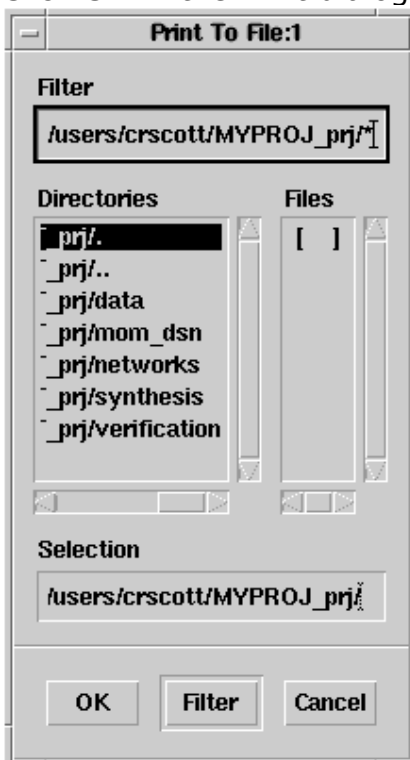 Print To File:1
Filter
/users/crscott/MYPROJ_prj/*
Directories Files
_prj/. [ ]
_prj/..
_prj/data
_prj/mom_dsn
_prj/networks
_prj/synthesis
_prj/verification
Selection
/users/crscott/MYPROJ_prj/
OK Filter Cancel